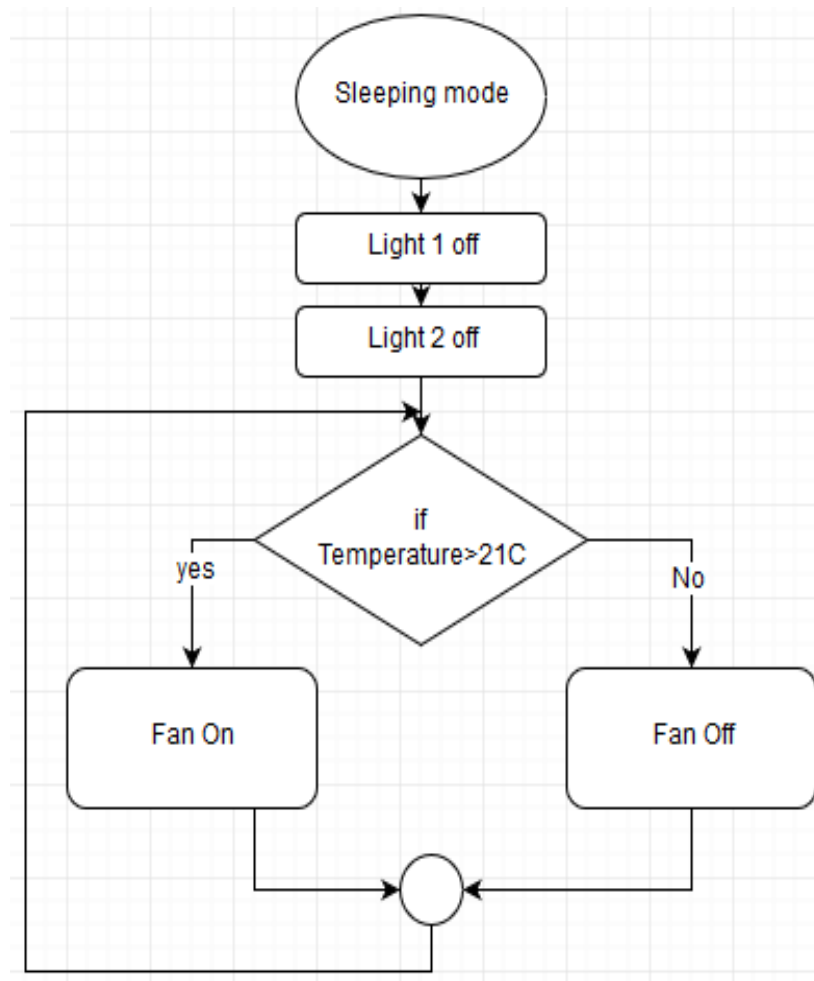 Sleeping mode
Light 1 off
Light 2 off
if
Temperature>21C
yes
No
Fan On
Fan Off